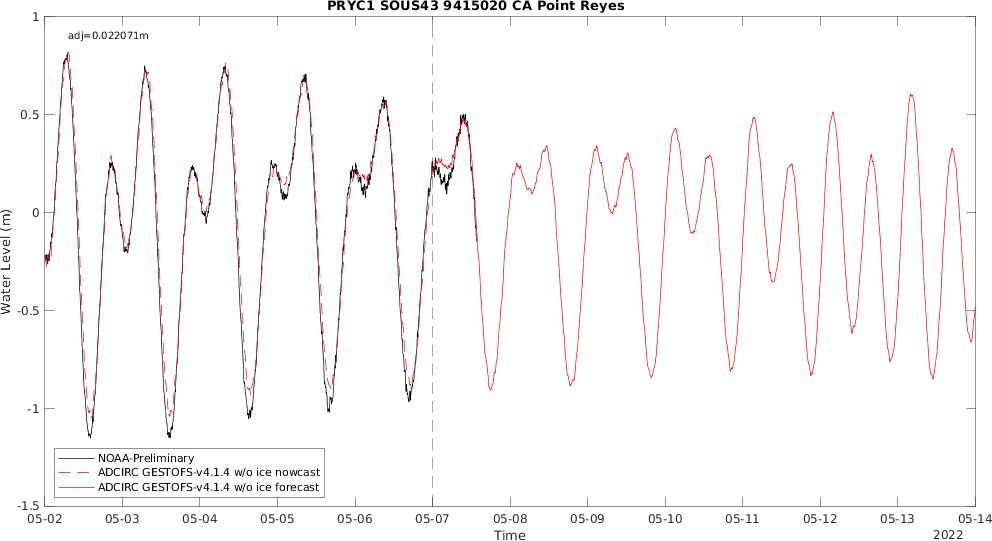 PRYC1 SOUS43 9415020 CA Point Reyes
adj=0.022071m
Water Level (m)
1
0.5
0
-0.5
-1
-1.5
NOAA-Preliminary
ADCIRC GESTOFS-v4.1.4 w/o ice nowcast
ADCIRC GESTOFS-v4.1.4 w/o ice forecast
05-02 05-03 05-04 05-05 05-06 05-07 05-08 05-09 05-10 05-11 05-12 05-13 05-14
Time
2022